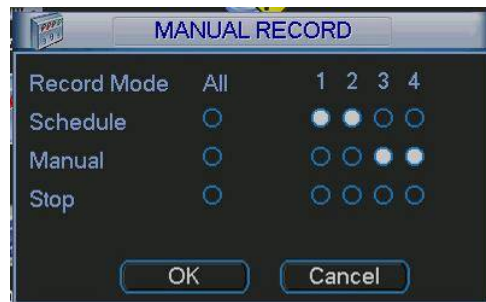 MANUAL RECORD
Record Mode All 1 2 3 4
Schedule
Manual
Stop
OK Cancel